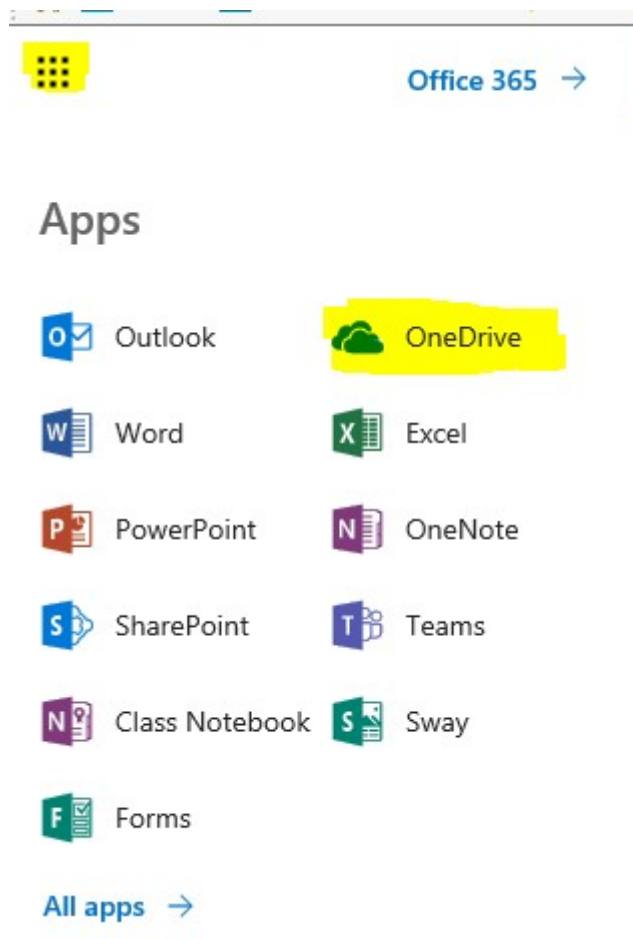 Office 365 →
Apps
Outlook OneDrive
Word Excel
PowerPoint OneNote
SharePoint Teams
Class Notebook Sway
Forms
All apps →